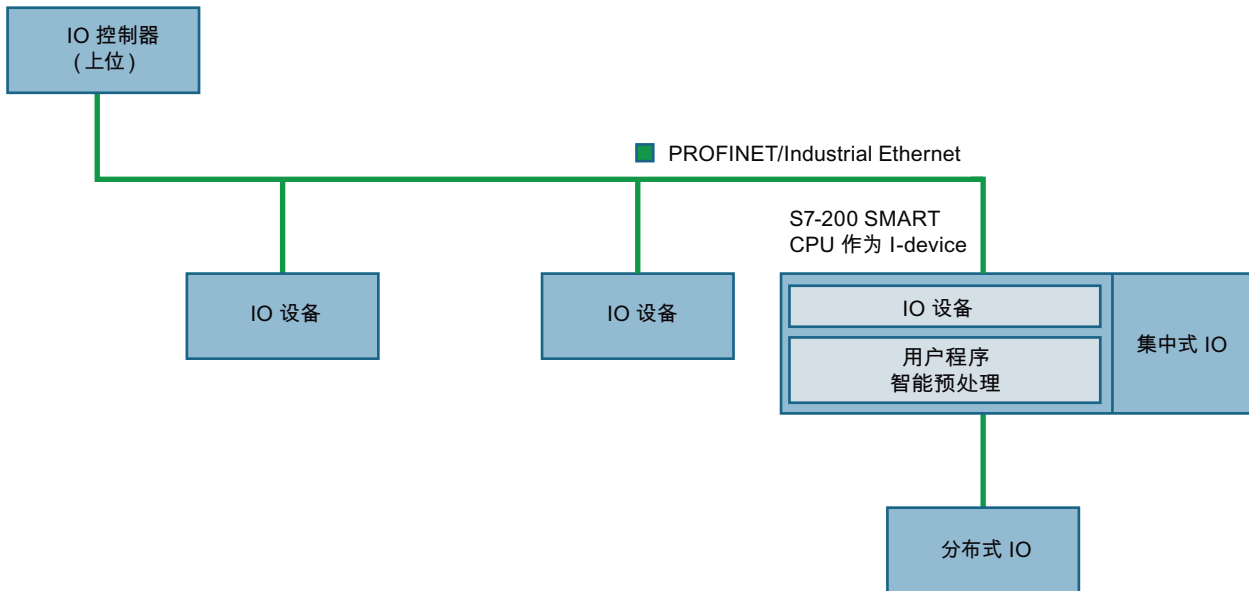 IO 控制器
(上位)
PROFINET/Industrial Ethernet
S7-200 SMART
CPU 作为 I-device
IO 设备
IO 设备
IO 设备
用户程序
智能预处理
集中式 IO
分布式 IO